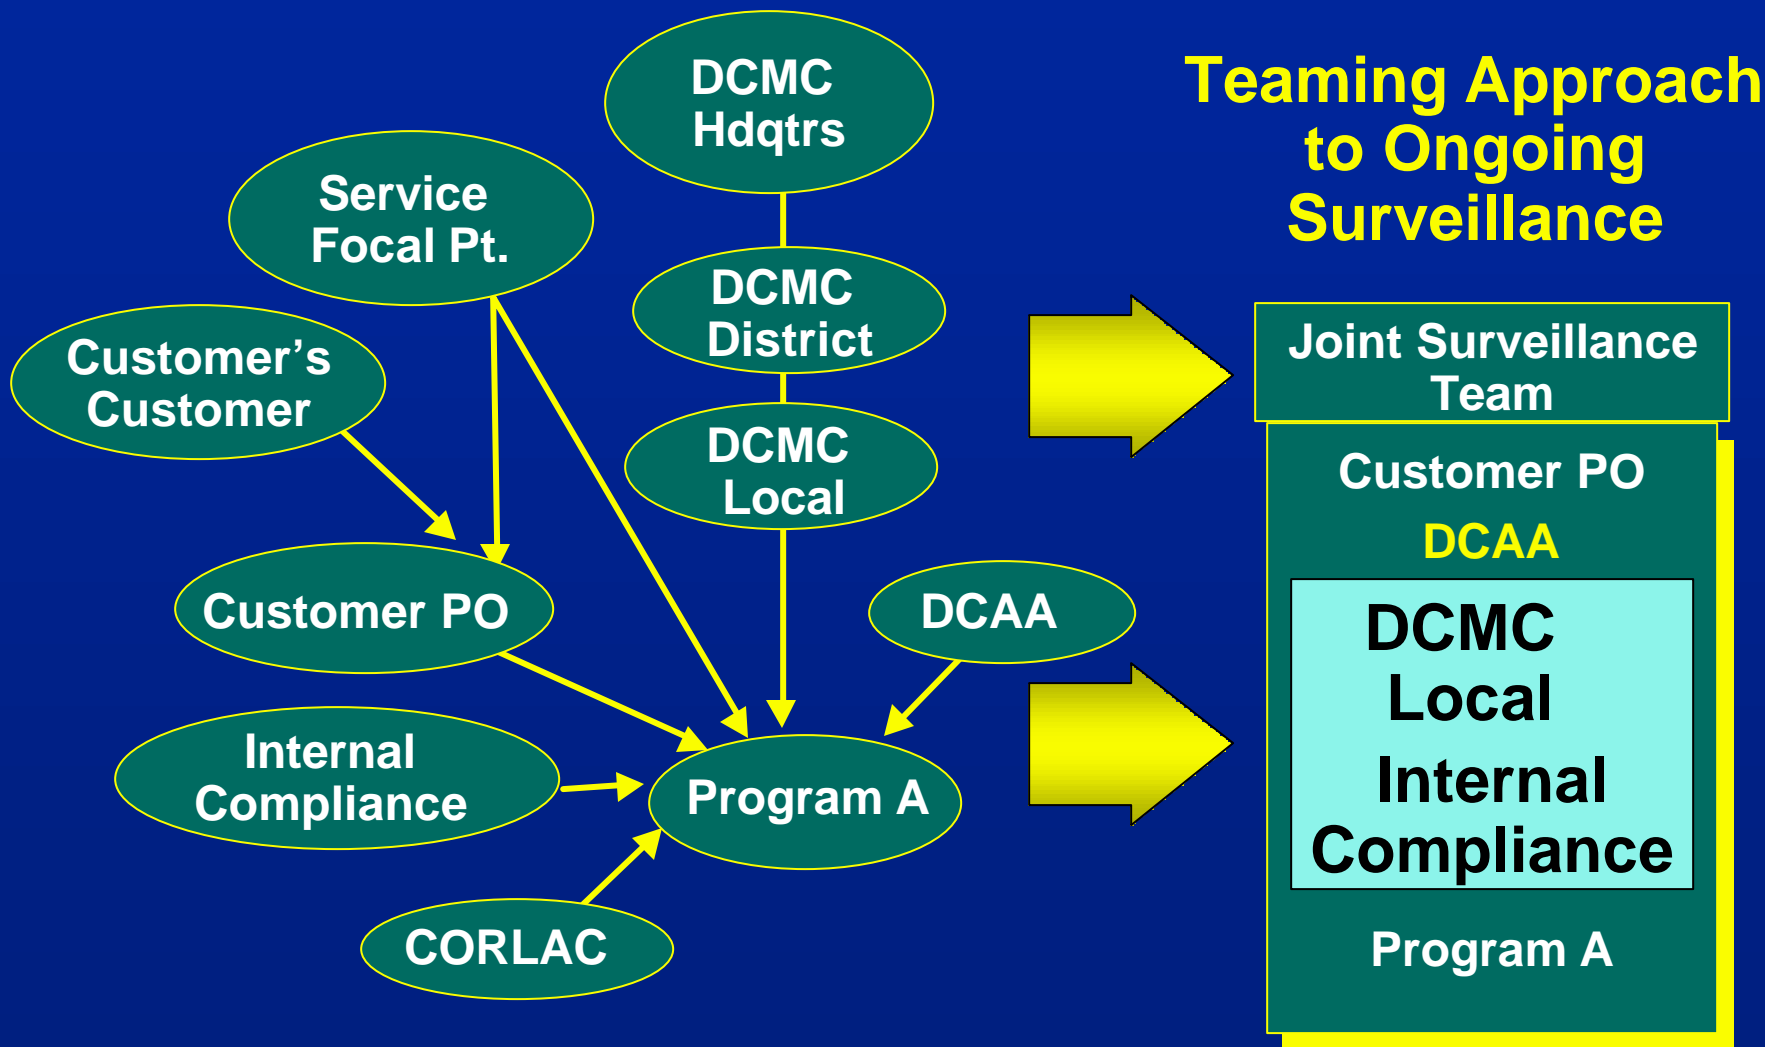 DCMC
Hdqtrs
Service
Focal Pt.
Customer’s
Customer
DCMC
District
DCMC
Local
Customer PO
DCAA
Internal
Compliance
Program A
CORLAC
Teaming Approach
to Ongoing
Surveillance
Joint Surveillance
Team
Customer PO
DCAA
DCMC
Local
Internal
Compliance
Program A